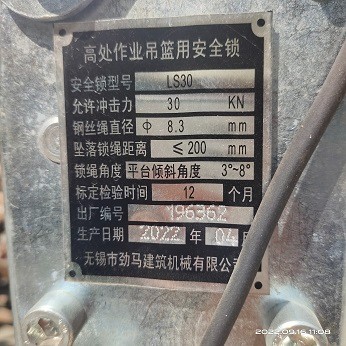 高处作业吊篮用安全锁
安全锁型号 LS30
允许冲击力 30 KN
钢丝绳直径 Φ 8.3 mm
坠落锁绳距离 ≤200 mm
锁绳角度 平台倾斜角度 3°~8°
标定检验时间 12 个月
出厂编号 196362
生产日期 2022 年 04 月
无锡市劲马建筑机械有限公
2022.09.16 11:08